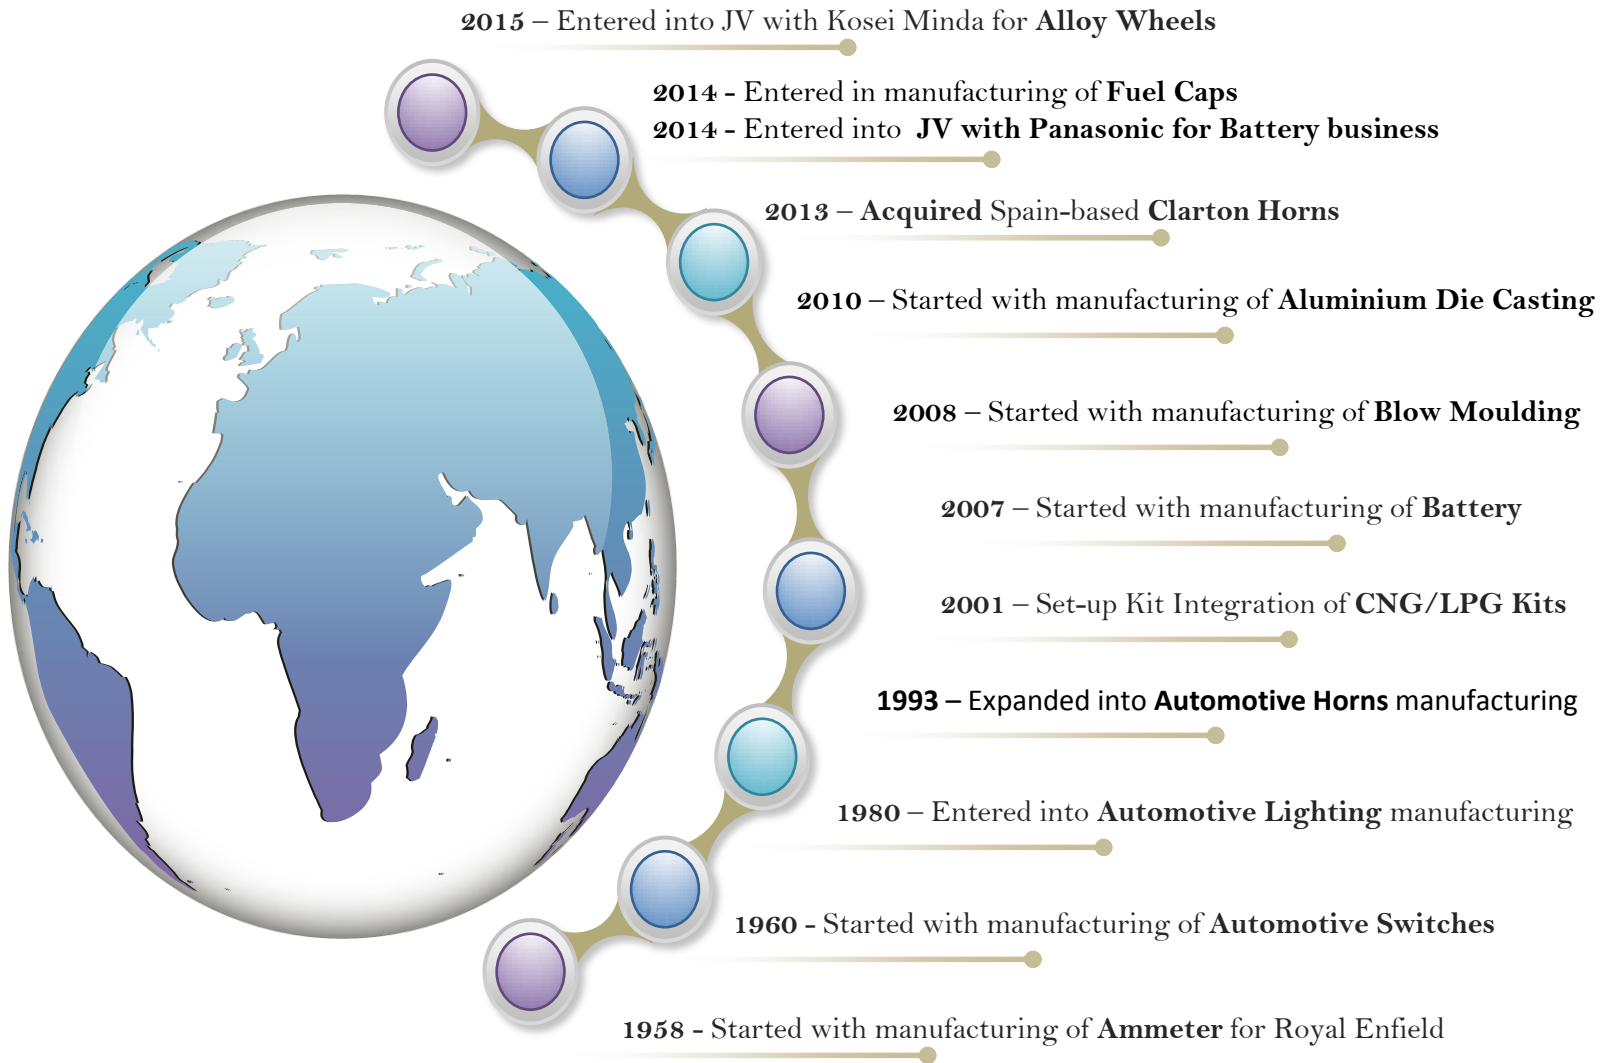 2015 – Entered into JV with Kosei Minda for Alloy Wheels
2014 - Entered in manufacturing of Fuel Caps
2014 - Entered into JV with Panasonic for Battery business
2013 – Acquired Spain-based Clarton Horns
2010 – Started with manufacturing of Aluminium Die Casting
2008 – Started with manufacturing of Blow Moulding
2007 – Started with manufacturing of Battery
2001 – Set-up Kit Integration of CNG/LPG Kits
1993 – Expanded into Automotive Horns manufacturing
1980 – Entered into Automotive Lighting manufacturing
1960 - Started with manufacturing of Automotive Switches
1958 - Started with manufacturing of Ammeter for Royal Enfield